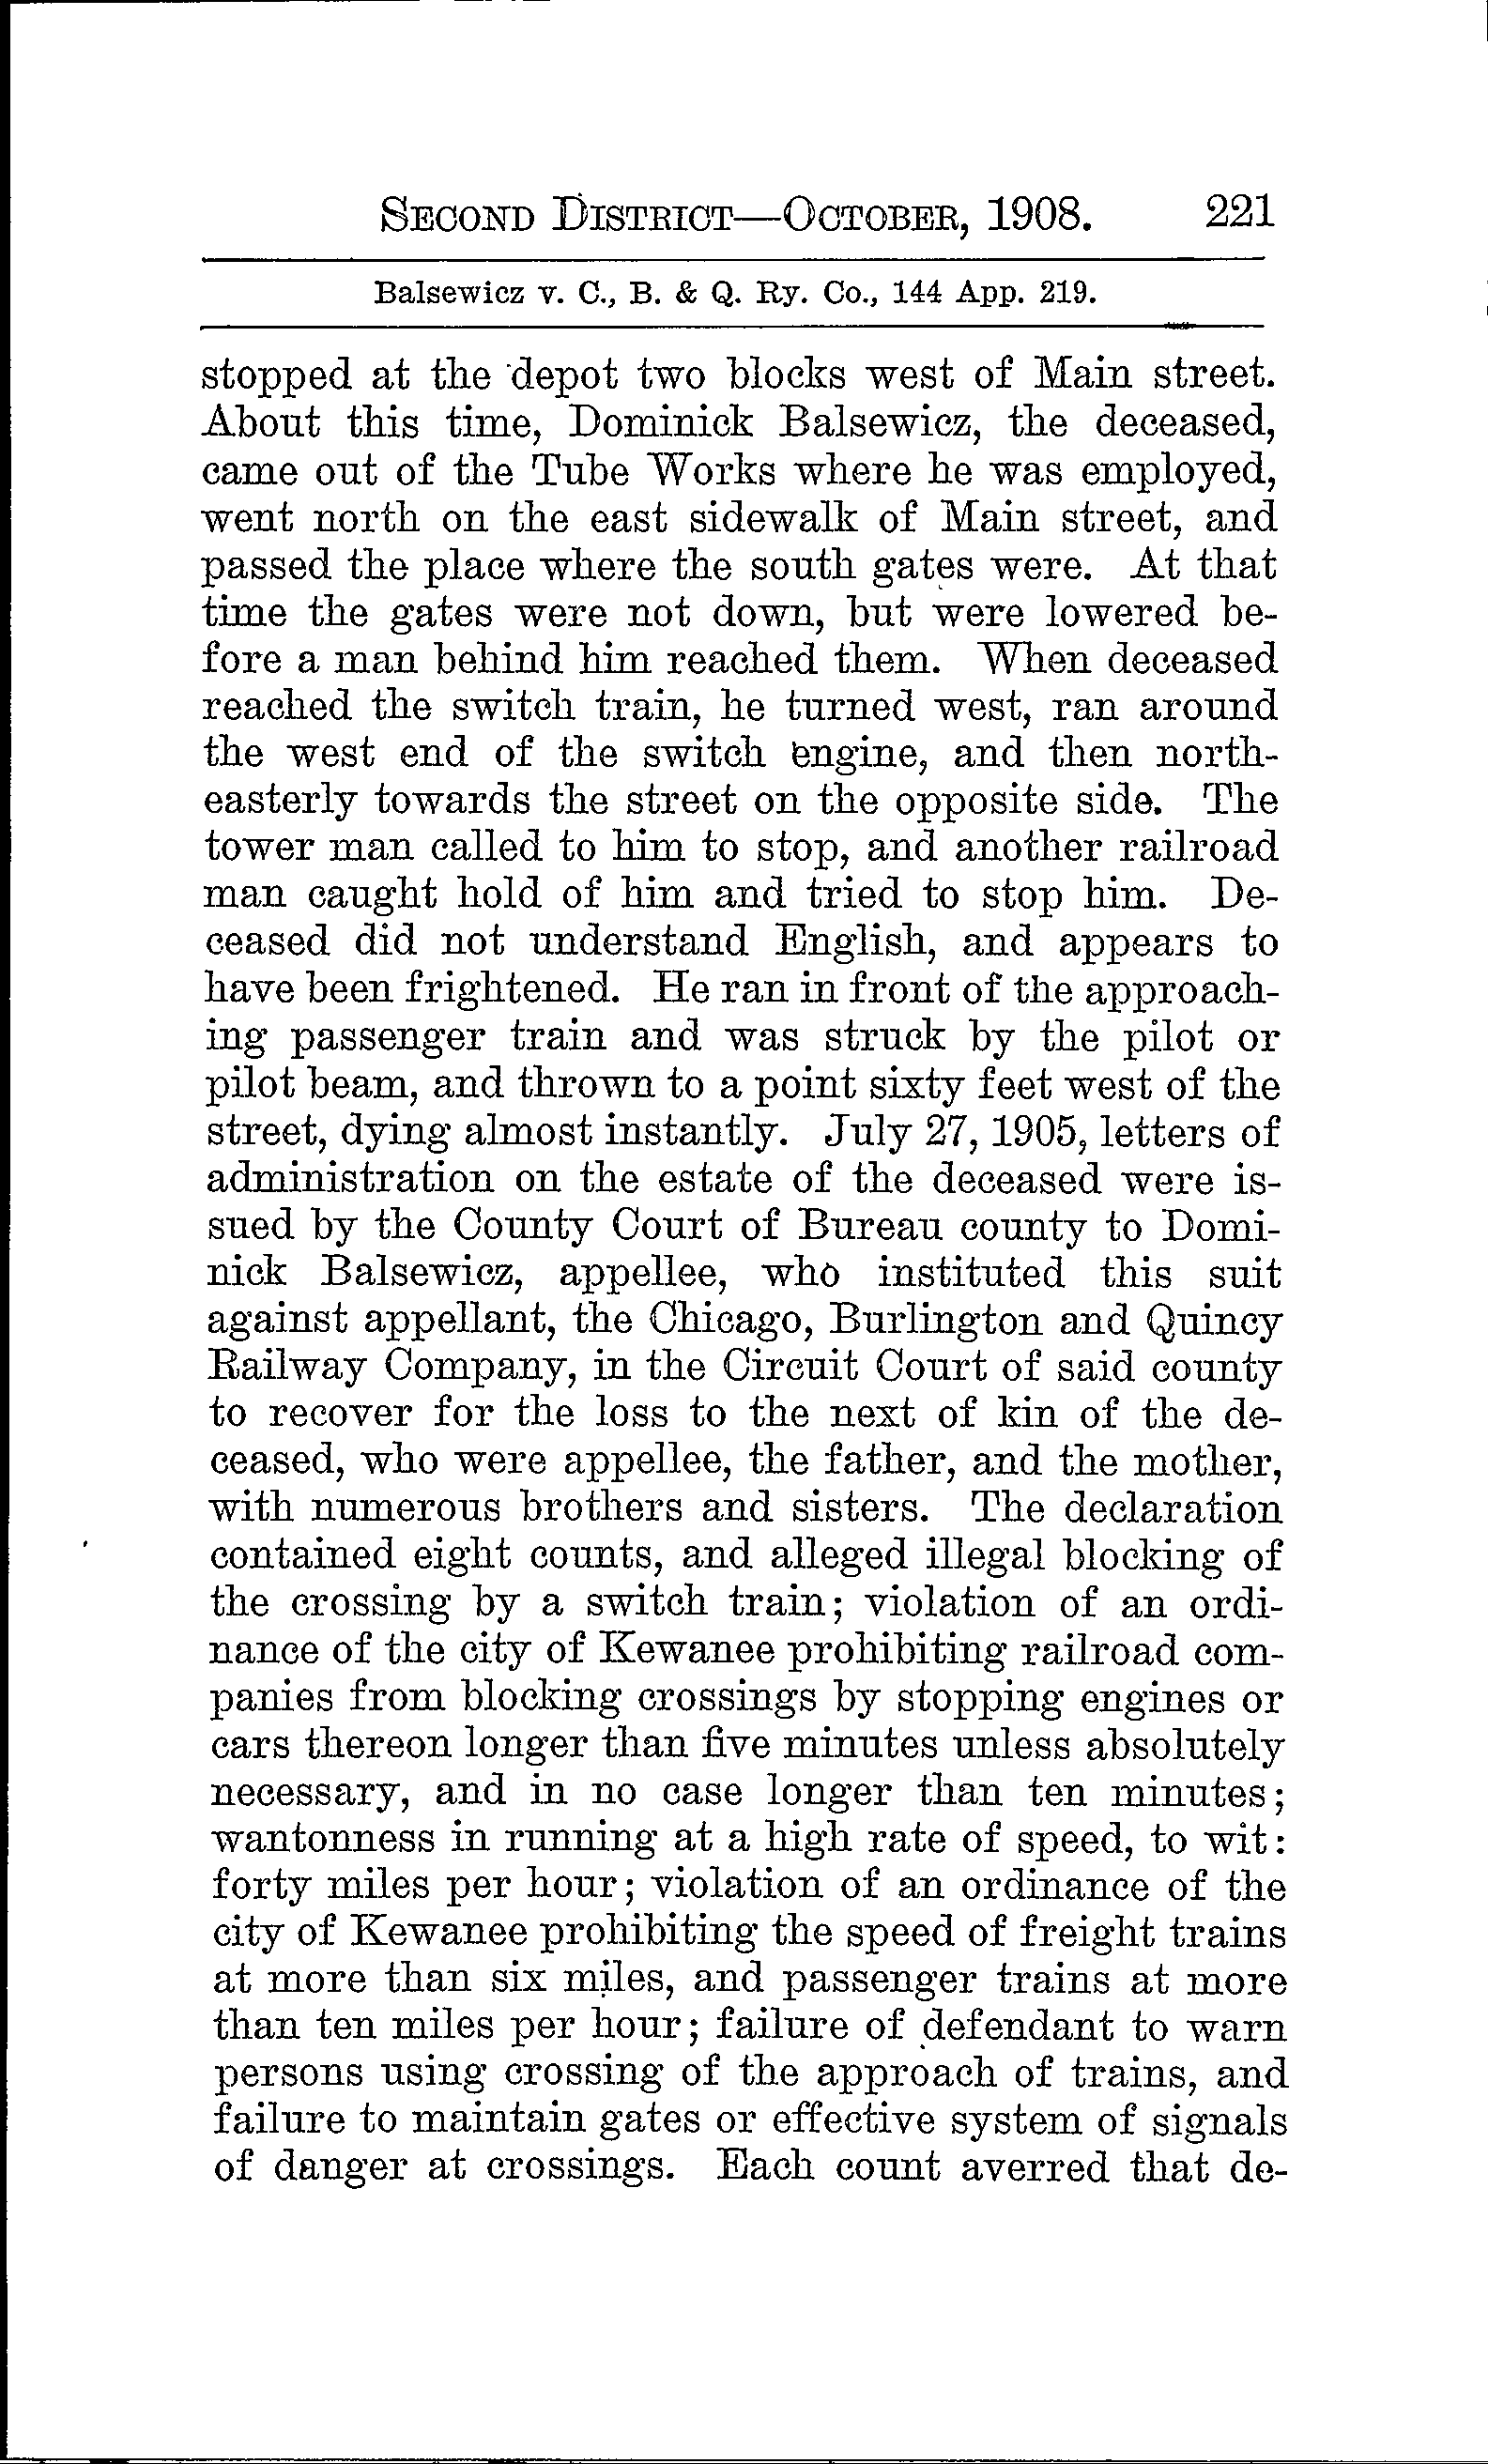 SECOND DISTRICT—OCTOBER, 1908. 221
Balsewicz v. C., B. & Q. Ry. Co., 144 App. 219.
stopped at the depot two blocks west of Main street.
About this time, Dominick Balsewicz, the deceased,
came out of the Tube Works where he was employed,
went north on the east sidewalk of Main street, and
passed the place where the south gates were. At that
time the gates were not down, but were lowered be-
fore a man behind him reached them. When deceased
reached the switch train, he turned west, ran around
the west end of the switch engine, and then north-
easterly towards the street on the opposite side. The
tower man called to him to stop, and another railroad
man caught hold of him and tried to stop him. De-
ceased did not understand English, and appears to
have been frightened. He ran in front of the approach-
ing passenger train and was struck by the pilot or
pilot beam, and thrown to a point sixty feet west of the
street, dying almost instantly. July 27, 1905, letters of
administration on the estate of the deceased were is-
sued by the County Court of Bureau county to Domi-
nick Balsewicz, appellee, who instituted this suit
against appellant, the Chicago, Burlington and Quincy
Railway Company, in the Circuit Court of said county
to recover for the loss to the next of kin of the de-
ceased, who were appellee, the father, and the mother,
with numerous brothers and sisters. The declaration
contained eight counts, and alleged illegal blocking of
the crossing by a switch train; violation of an ordi-
nance of the city of Kewanee prohibiting railroad com-
panies from blocking crossings by stopping engines or
cars thereon longer than five minutes unless absolutely
necessary, and in no case longer than ten minutes;
wantonness in running at a high rate of speed, to wit:
forty miles per hour; violation of an ordinance of the
city of Kewanee prohibiting the speed of freight trains
at more than six miles, and passenger trains at more
than ten miles per hour; failure of defendant to warn
persons using crossing of the approach of trains, and
failure to maintain gates or effective system of signals
of danger at crossings. Each count averred that de-